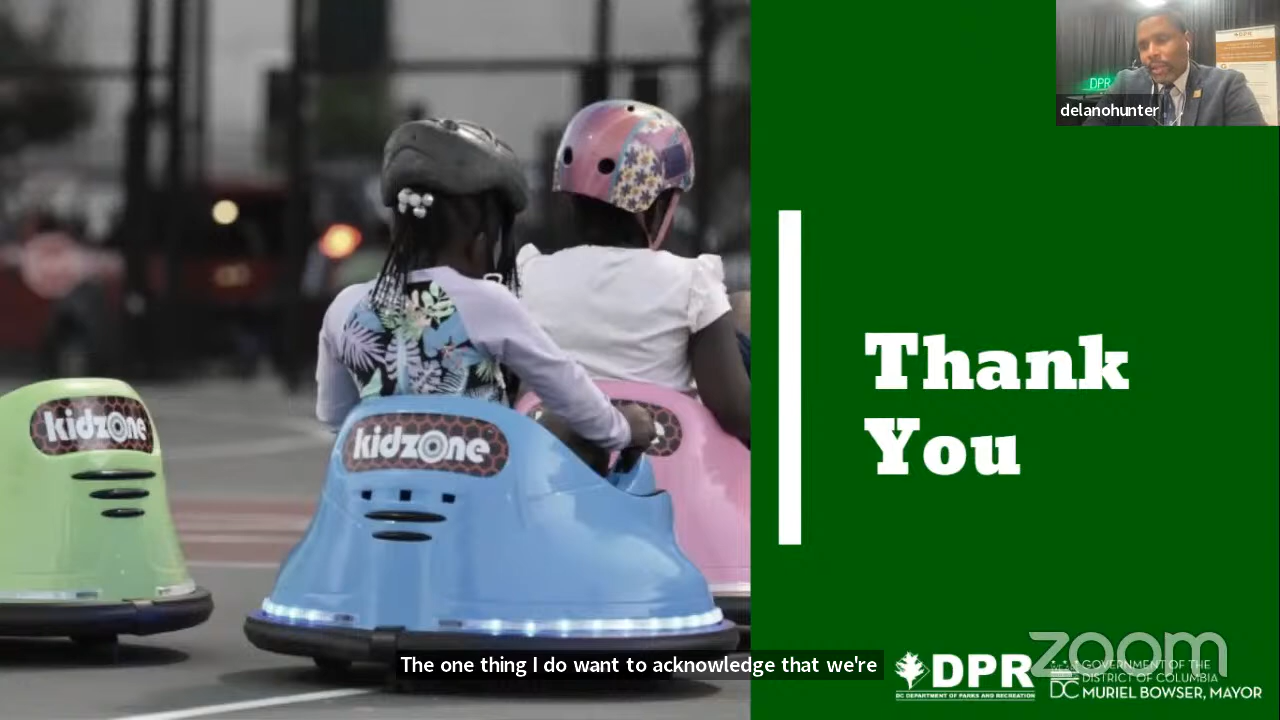 DPR
delanohunter
kidzone
kidzone
Thank
You
The one thing I do want to acknowledge that we're
zoom
DPR
DC DEPARTMENT OF PARKS AND RECREATION
DC
GOVERNMENT OF THE
DISTRICT OF COLUMBIA
MURIEL BOWSER, MAYOR